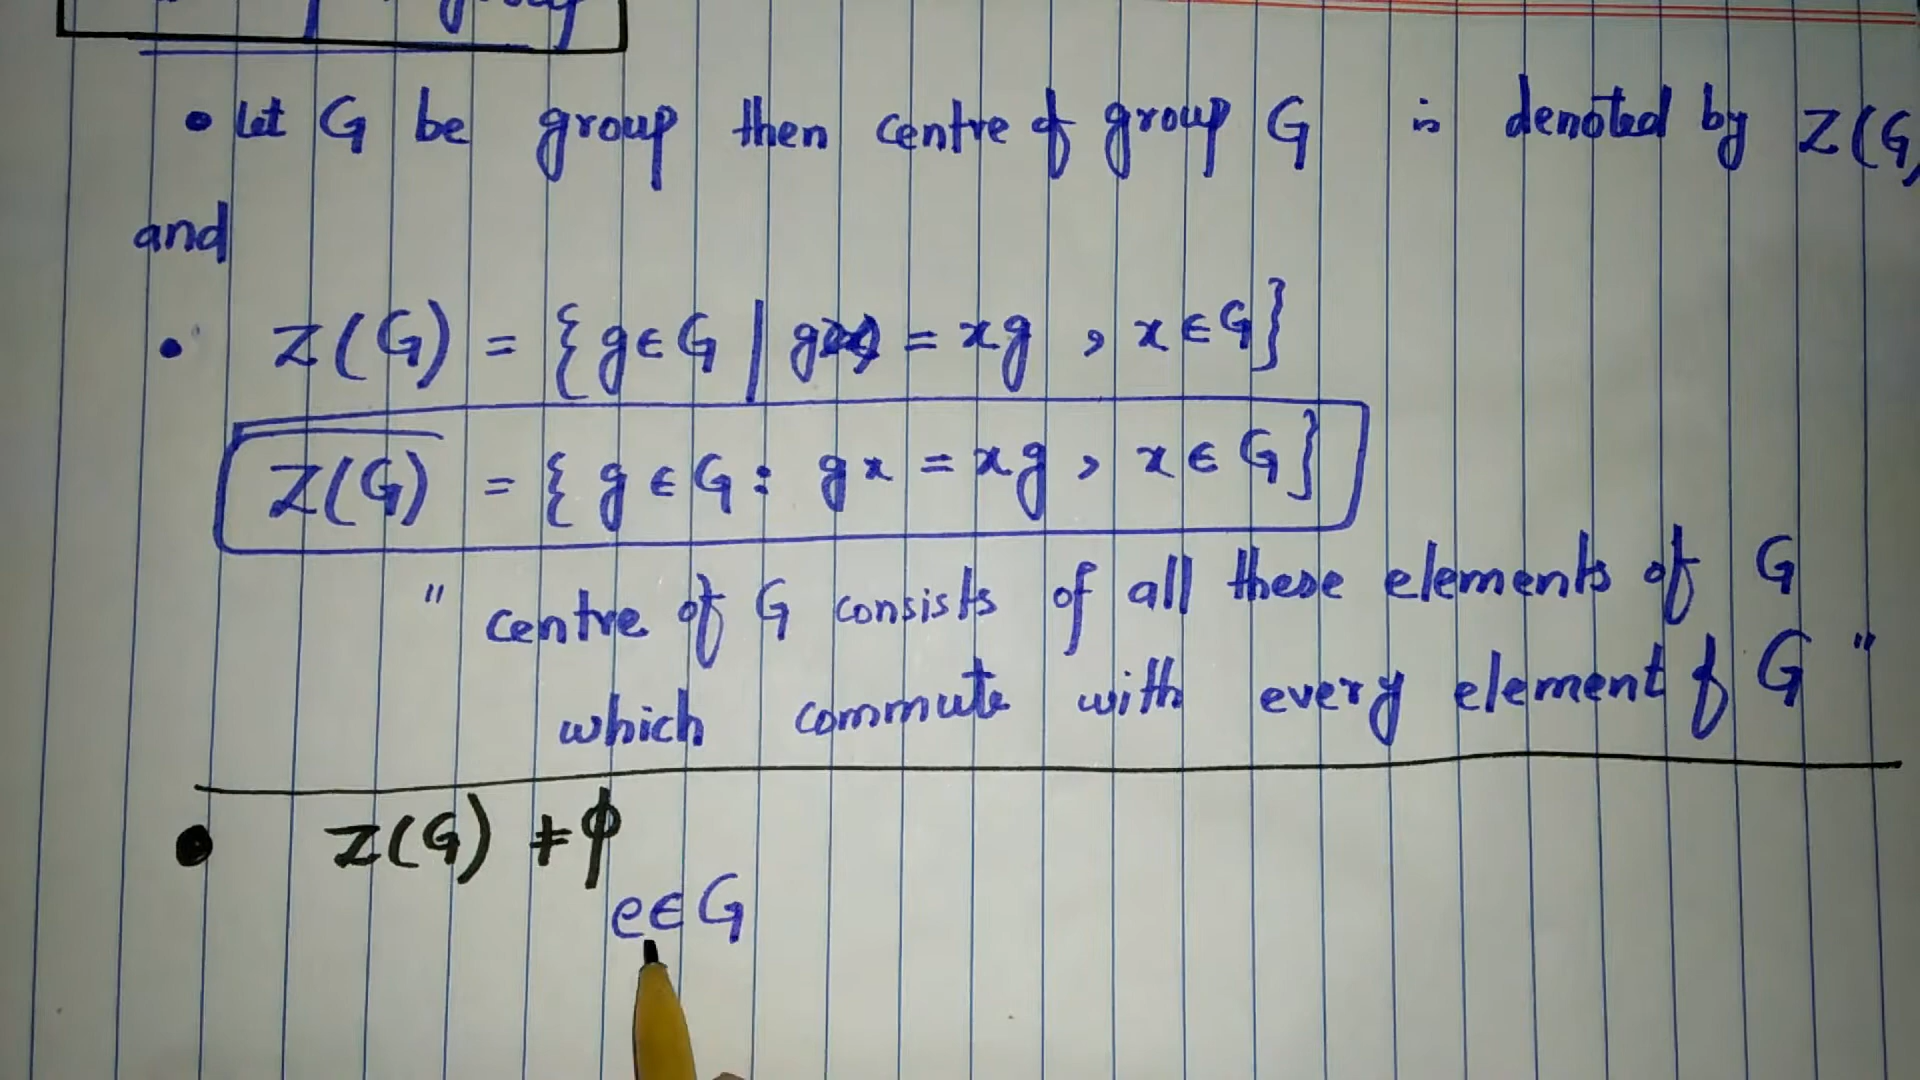 group
• Let G be group then centre of group G is denoted by Z(G)
and
• Z(G) = {g∈G | gx = xg , x∈G}
Z(G) = { g ∈ G : gx = xg , x ∈ G}
" centre of G consists of all these elements of G
which commute with every element of G "
• Z(G) ≠ φ
e∈G